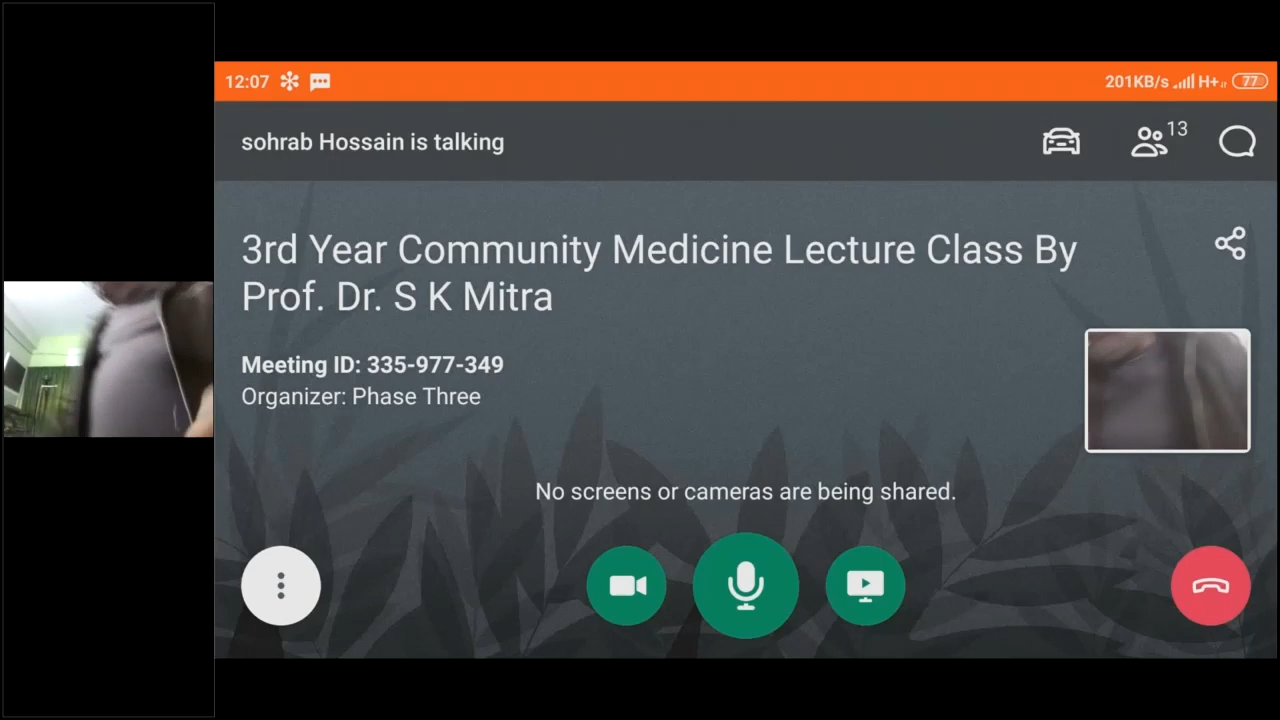 12:07 201KB/s H+ 77
sohrab Hossain is talking
13
3rd Year Community Medicine Lecture Class By
Prof. Dr. S K Mitra
Meeting ID: 335-977-349
Organizer: Phase Three
No screens or cameras are being shared.